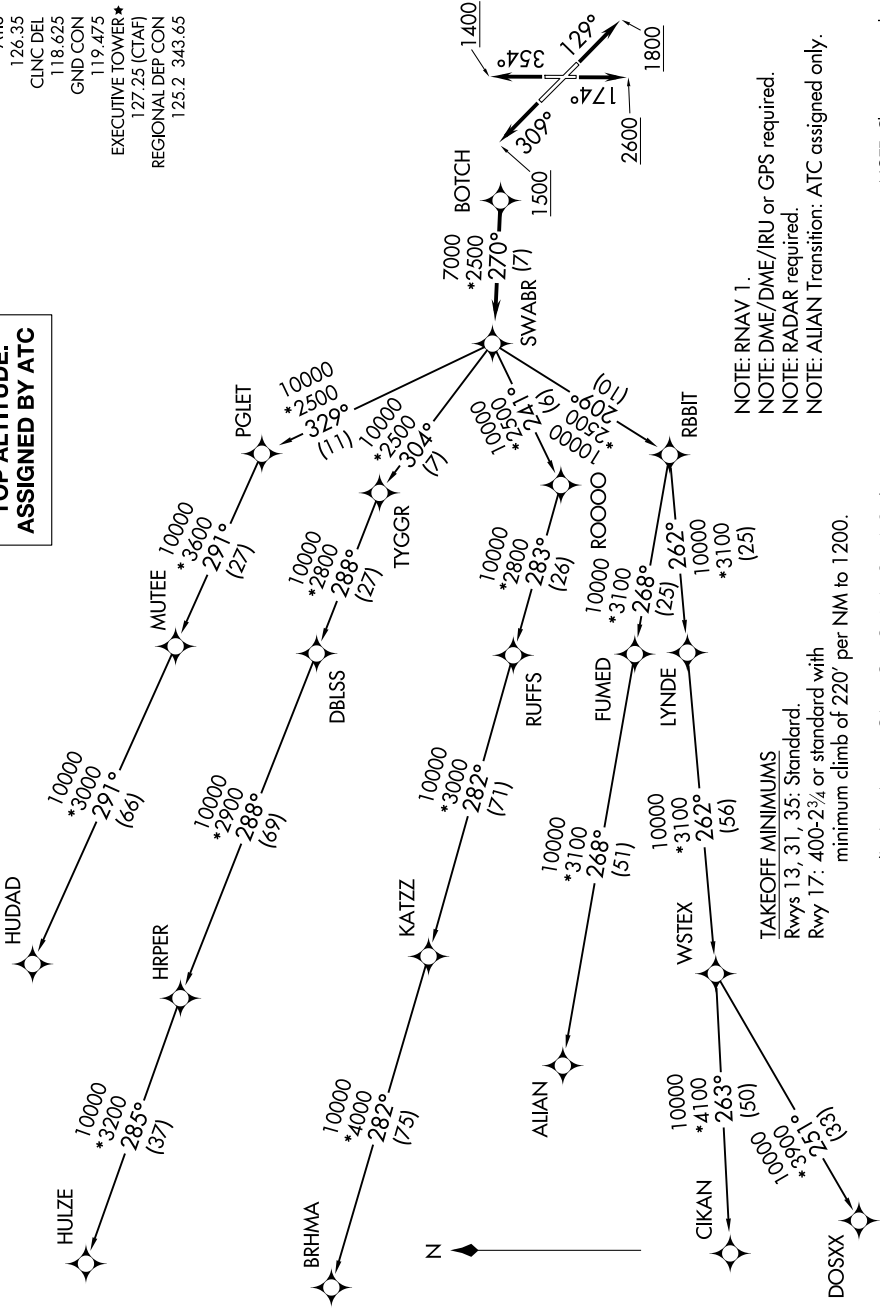 TOP ALTITUDE:
ASSIGNED BY ATC
126.35
CLNC DEL
118.625
GND CON
119.475
EXECUTIVE TOWER★
127.25 (CTAF)
REGIONAL DEP CON
125.2 343.65
HUDAD
10000
*3000
291°
(66)
MUTEE
10000
*3600
291°
(27)
PGLET
10000
*2500
329°
(11)
HULZE
10000
*3200
285°
(37)
HRPER
10000
*2900
288°
(69)
DBLSS
10000
*2800
288°
(27)
TYGGR
10000
*2500
304°
(7)
BRHMA
10000
*4000
282°
(75)
KATZZ
10000
*3000
282°
(71)
RUFFS
10000
*2800
283°
(26)
ROOOO
10000
*2500
241°
(6)
SWABR
7000
*2500
270°
(7)
BOTCH
1400
354°
129°
1800
309°
174°
1500
2600
ALIAN
10000
*3100
268°
(51)
FUMED
10000
*3100
268°
(25)
RBBIT
10000
*2500
209°
(10)
CIKAN
10000
*4100
263°
(50)
WSTEX
10000
*3100
262°
(56)
LYNDE
262°
10000
*3100
(25)
DOSXX
10000
*3900
251°
(33)
N
TAKEOFF MINIMUMS
Rwys 13, 31, 35: Standard.
Rwy 17: 400-2¾ or standard with
minimum climb of 220' per NM to 1200.
NOTE: RNAV 1.
NOTE: DME/DME/IRU or GPS required.
NOTE: RADAR required.
NOTE: ALIAN Transition: ATC assigned only.